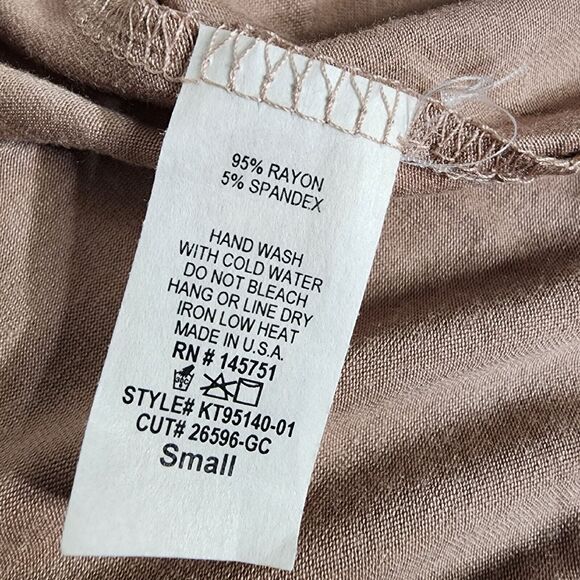 95% RAYON
5% SPANDEX
HAND WASH
WITH COLD WATER
DO NOT BLEACH
HANG OR LINE DRY
IRON LOW HEAT
MADE IN U.S.A.
RN # 145751
STYLE# KT95140-01
CUT# 26596-GC
Small